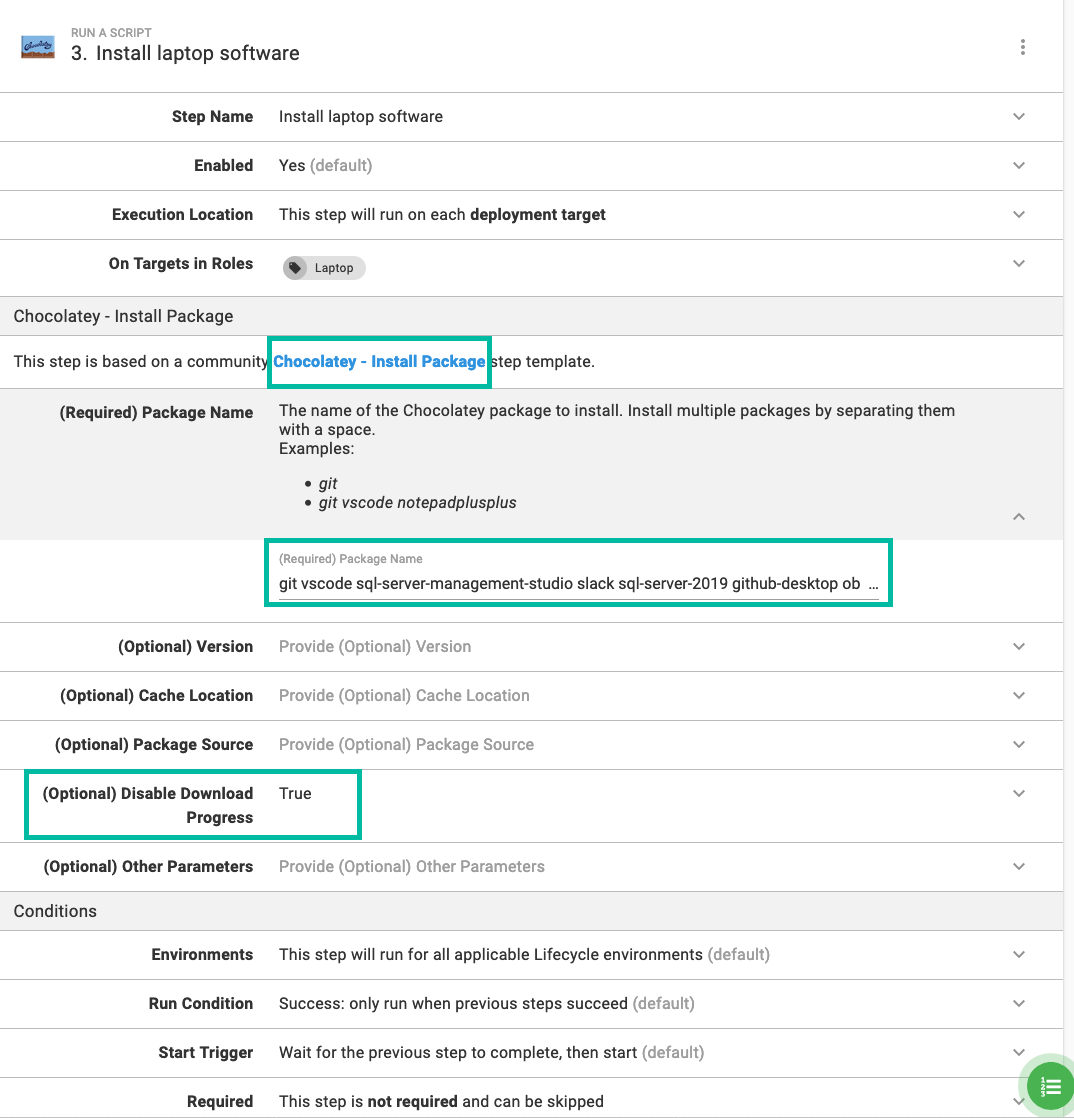 RUN A SCRIPT
3. Install laptop software
Step Name Install laptop software
Enabled Yes (default)
Execution Location This step will run on each deployment target
On Targets in Roles Laptop
Chocolatey - Install Package
This step is based on a community Chocolatey - Install Package step template.
(Required) Package Name The name of the Chocolatey package to install. Install multiple packages by separating them
with a space.
Examples:
• git
• git vscode notepadplusplus
(Required) Package Name
git vscode sql-server-management-studio slack sql-server-2019 github-desktop ob ...
(Optional) Version Provide (Optional) Version
(Optional) Cache Location Provide (Optional) Cache Location
(Optional) Package Source Provide (Optional) Package Source
(Optional) Disable Download True
Progress
(Optional) Other Parameters Provide (Optional) Other Parameters
Conditions
Environments This step will run for all applicable Lifecycle environments (default)
Run Condition Success: only run when previous steps succeed (default)
Start Trigger Wait for the previous step to complete, then start (default)
Required This step is not required and can be skipped